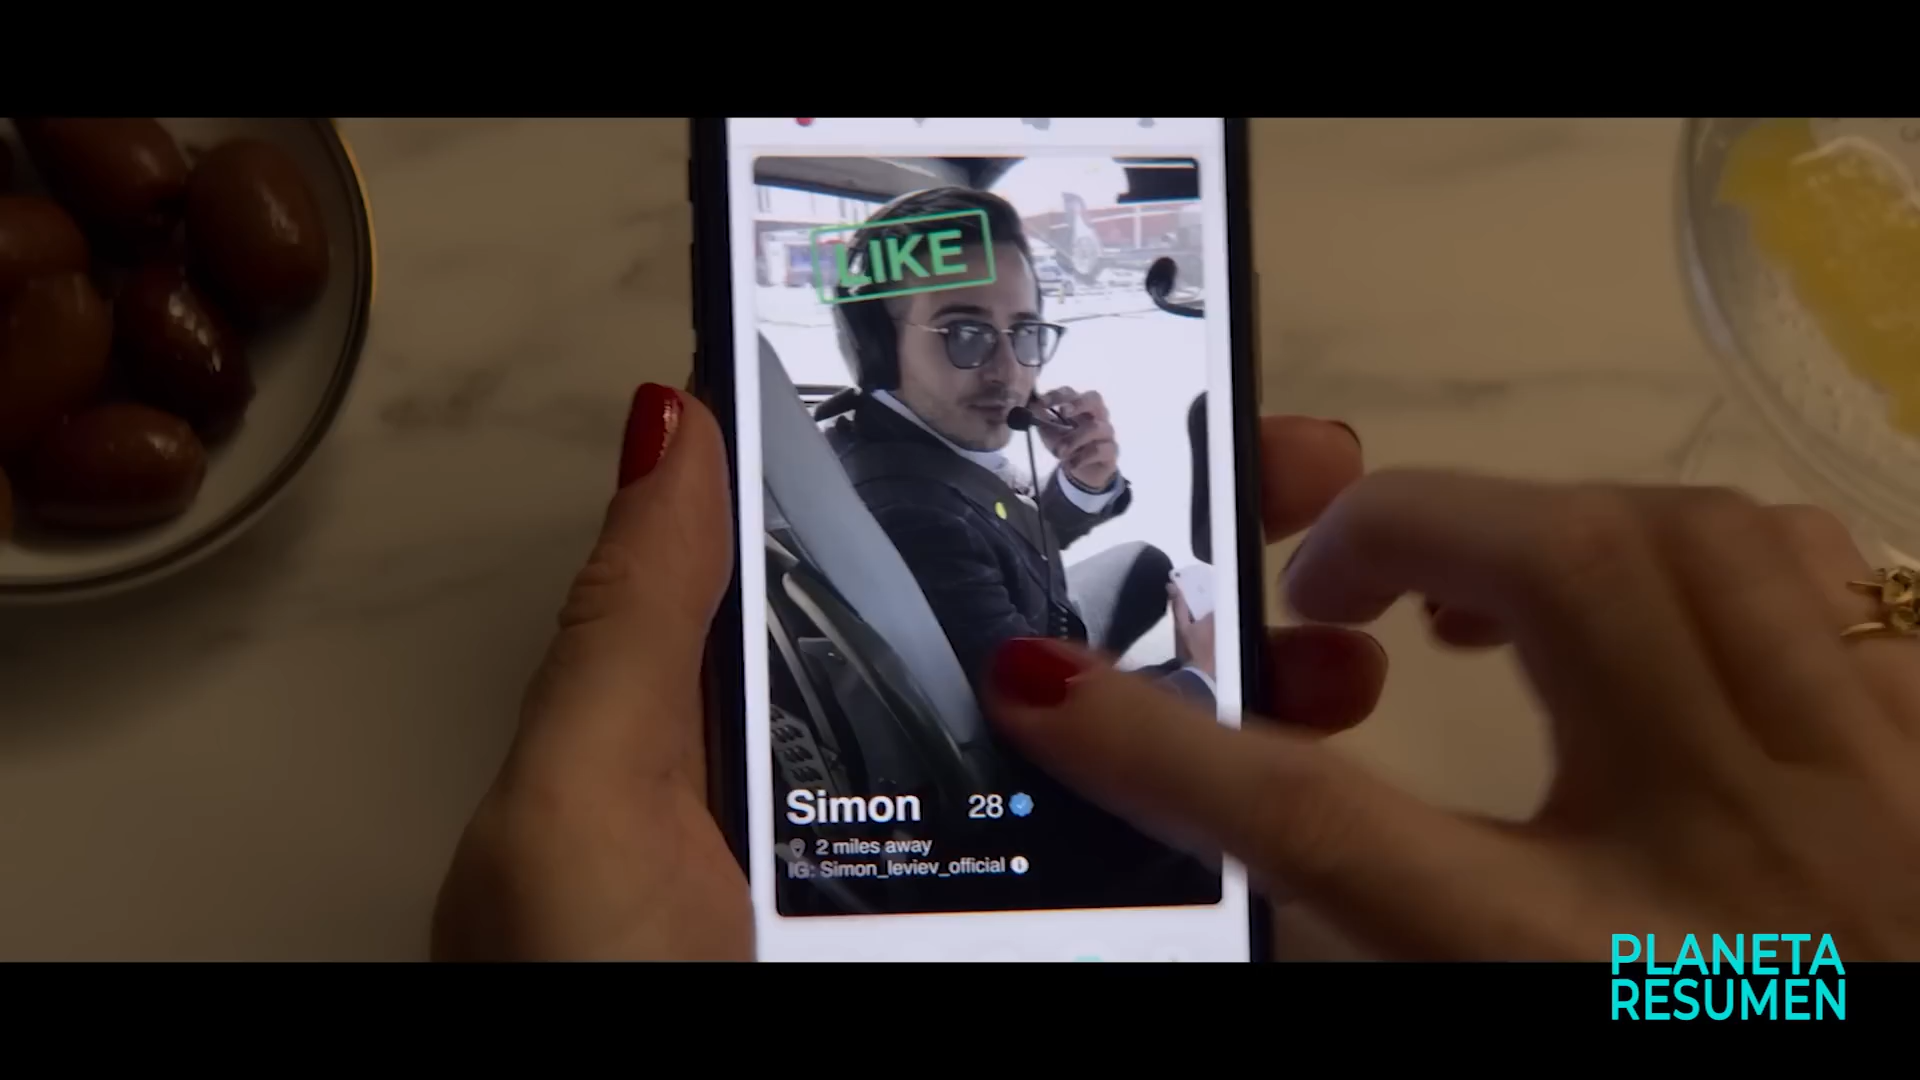 LIKE
Simon 28
2 miles away
IG: Simon_leviev_official
PLANETA
RESUMEN